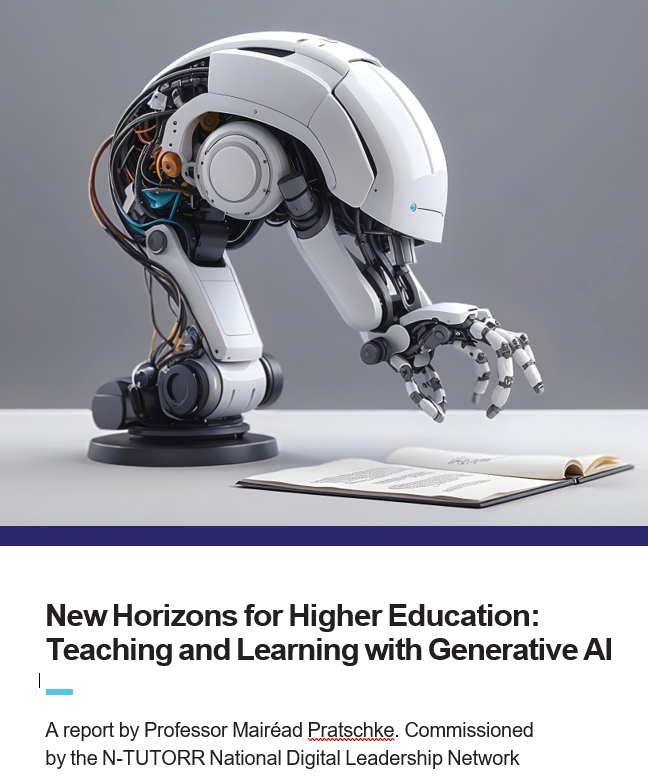 New Horizons for Higher Education:
Teaching and Learning with Generative AI
A report by Professor Mairéad Pratschke. Commissioned
by the N-TUTORR National Digital Leadership Network